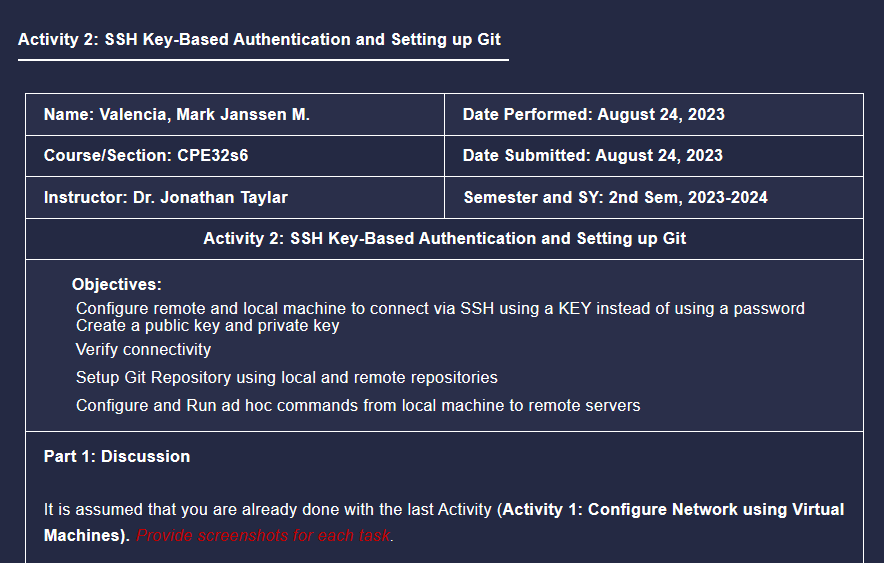 Activity 2: SSH Key-Based Authentication and Setting up Git
Name: Valencia, Mark Janssen M.
Date Performed: August 24, 2023
Course/Section: CPE32s6
Date Submitted: August 24, 2023
Instructor: Dr. Jonathan Taylar
Semester and SY: 2nd Sem, 2023-2024
Activity 2: SSH Key-Based Authentication and Setting up Git
Objectives:
Configure remote and local machine to connect via SSH using a KEY instead of using a password
Create a public key and private key
Verify connectivity
Setup Git Repository using local and remote repositories
Configure and Run ad hoc commands from local machine to remote servers
Part 1: Discussion
It is assumed that you are already done with the last Activity (Activity 1: Configure Network using Virtual
Machines). Provide screenshots for each task.